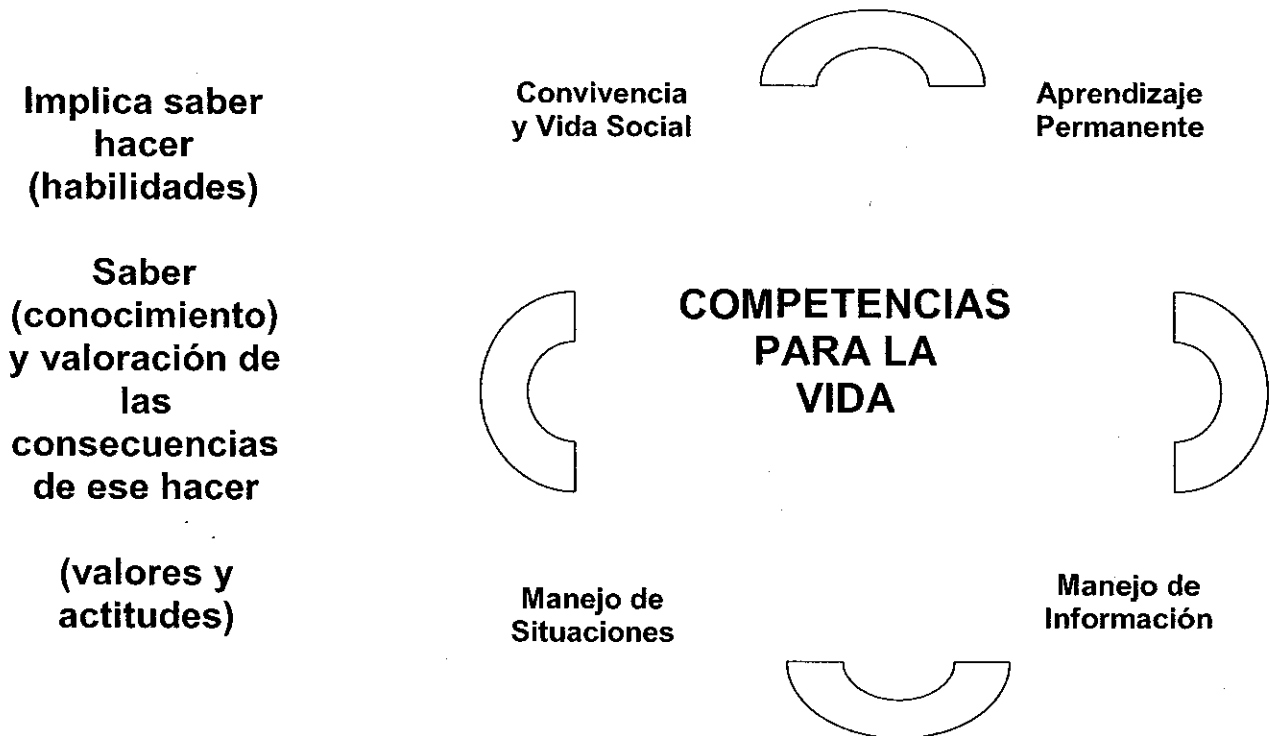 Implica saber
hacer
(habilidades)
Saber
(conocimiento)
y valoración de
las
consecuencias
de ese hacer
(valores y
actitudes)
Convivencia
y Vida Social
Aprendizaje
Permanente
COMPETENCIAS
PARA LA
VIDA
Manejo de
Situaciones
Manejo de
Información